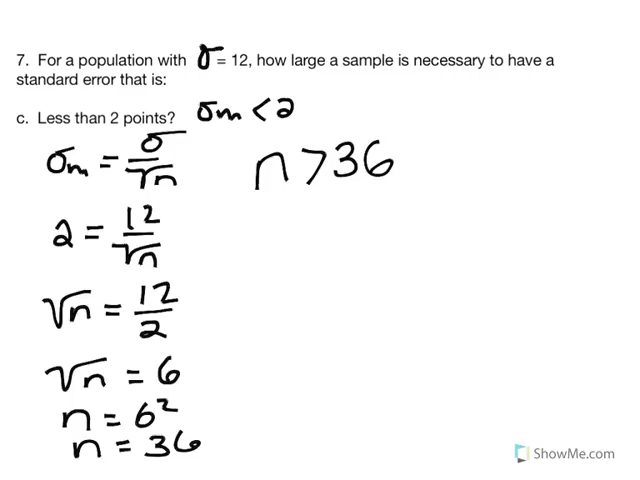 7. For a population with σ = 12, how large a sample is necessary to have a
standard error that is:
c. Less than 2 points? σm < 2
σm = σ/√n
n > 36
2 = 12/√n
√n = 12/2
√n = 6
n = 6²
n = 36
ShowMe.com